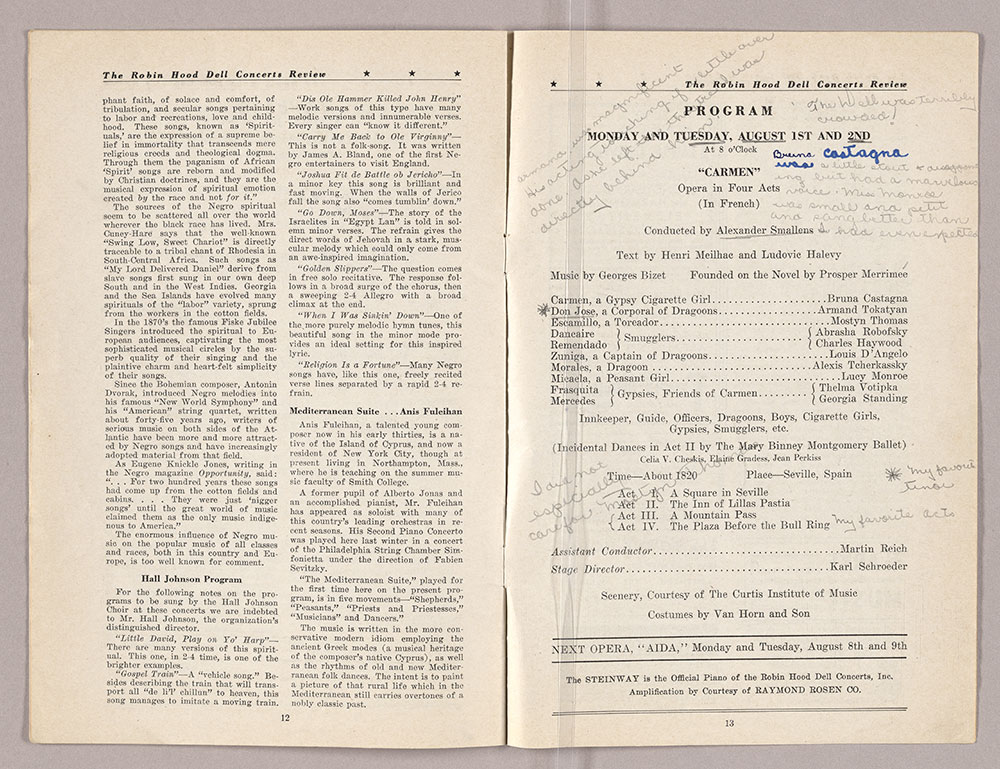 The Robin Hood Dell Concerts Review ★ ★ ★
phant faith, of solace and comfort, of
tribulation, and secular songs pertaining
to labor and recreations, love and child-
hood. These songs, known as ‘Spirit-
uals,’ are the expression of a supreme be-
lief in immortality that transcends mere
religious creeds and theological dogma.
Through them the paganism of African
‘Spirit’ songs are reborn and modified
by Christian doctrines, and they are the
musical expression of spiritual emotion
created by the race and not for it.”
The sources of the Negro spiritual
seem to be scattered all over the world
wherever the black race has lived. Mrs.
Cuney-Hare says that the well-known
“Swing Low, Sweet Chariot” is directly
traceable to a tribal chant of Rhodesia in
South-Central Africa. Such songs as
“My Lord Delivered Daniel” derive from
slave songs first sung in our own deep
South and in the West Indies. Georgia
and the Sea Islands have evolved many
spirituals of the “labor” variety, sprung
from the workers in the cotton fields.
In the 1870’s the famous Fiske Jubilee
Singers introduced the spiritual to Eu-
ropean audiences, captivating the most
sophisticated musical circles by the su-
perb quality of their singing and the
plaintive charm and heart-felt simplicity
of their songs.
Since the Bohemian composer, Antonin
Dvorak, introduced Negro melodies into
his famous “New World Symphony” and
his “American” string quartet, written
about forty-five years ago, writers of
serious music on both sides of the At-
lantic have been more and more attract-
ed by Negro songs and have increasingly
adopted material from that field.
As Eugene Knickle Jones, writing in
the Negro magazine Opportunity, said:
“. . . For two hundred years these songs
had come up from the cotton fields and
cabins. . . . They were just ‘nigger
songs’ until the great world of music
claimed them as the only music indige-
nous to America.”
The enormous influence of Negro mu-
sic on the popular music of all classes
and races, both in this country and Eu-
rope, is too well known for comment.
Hall Johnson Program
For the following notes on the pro-
grams to be sung by the Hall Johnson
Choir at these concerts we are indebted
to Mr. Hall Johnson, the organization’s
distinguished director.
“Little David, Play on Yo’ Harp”—
There are many versions of this spirit-
ual. This one, in 2-4 time, is one of the
brighter examples.
“Gospel Train”—A “vehicle song.” Be-
sides describing the train that will trans-
port all “de li’l’ chillun” to heaven, this
song manages to imitate a moving train.
“Dis Ole Hammer Killed John Henry”
—Work songs of this type have many
melodic versions and innumerable verses.
Every singer can “know it different.”
“Carry Me Back to Ole Virginny”—
This is not a folk-song. It was written
by James A. Bland, one of the first Ne-
gro entertainers to visit England.
“Joshua Fit de Battle ob Jericho”—In
a minor key this song is brilliant and
fast moving. When the walls of Jerico
fall the song also “comes tumblin’ down.”
“Go Down, Moses”—The story of the
Israelites in “Egypt Lan” is told in sol-
emn minor verses. The refrain gives the
direct words of Jehovah in a stark, mus-
cular melody which could only come from
an awe-inspired imagination.
“Golden Slippers”—The question comes
in free solo recitative. The response fol-
lows in a broad surge of the chorus, then
a sweeping 2-4 Allegro with a broad
climax at the end.
“When I Was Sinkin’ Down”—One of
the more purely melodic hymn tunes, this
beautiful song in the minor mode pro-
vides an ideal setting for this inspired
lyric.
“Religion Is a Fortune”—Many Negro
songs have, like this one, freely recited
verse lines separated by a rapid 2-4 re-
frain.
Mediterranean Suite ...Anis Fuleihan
Anis Fuleihan, a talented young com-
poser now in his early thirties, is a na-
tive of the Island of Cyprus, and now a
resident of New York City, though at
present living in Northampton, Mass.,
where he is teaching on the summer mu-
sic faculty of Smith College.
A former pupil of Alberto Jonas and
an accomplished pianist, Mr. Fuleihan
has appeared as soloist with many of
this country’s leading orchestras in re-
cent seasons. His Second Piano Concerto
was played here last winter in a concert
of the Philadelphia String Chamber Sim-
fonietta under the direction of Fabien
Sevitzky.
“The Mediterranean Suite,” played for
the first time here on the present pro-
gram, is in five movements—“Shepherds,”
“Peasants,” “Priests and Priestesses,”
“Musicians” and Dancers.”
The music is written in the more con-
servative modern idiom employing the
ancient Greek modes (a musical heritage
of the composer’s native Cyprus), as well
as the rhythms of old and new Mediter-
ranean folk dances. The intent is to paint
a picture of that rural life which in the
Mediterranean still carries overtones of a
nobly classic past.
12
★ ★ ★ The Robin Hood Dell Concerts Review
The Dell was terribly
crowded!
PROGRAM
MONDAY AND TUESDAY, AUGUST 1ST AND 2ND
At 8 o’Clock
Bruna Castagna
was a little stout
but had a marvelous
voice. Miss Monroe
was small and petit
and sang better than
I had ever expected
magnificent
his acting
directly behind
“CARMEN”
Opera in Four Acts
(In French)
Conducted by Alexander Smallens
Text by Henri Meilhac and Ludovie Halevy
Music by Georges Bizet Founded on the Novel by Prosper Merrimée
Carmen, a Gypsy Cigarette Girl......................Bruna Castagna
* Don Jose, a Corporal of Dragoons...................Armand Tokatyan
Escamillo, a Toreador..............................Mostyn Thomas
Dancaire } Smugglers.................... { Abrasha Robofsky
Remendado } { Charles Haywood
Zuniga, a Captain of Dragoons.....................Louis D’Angelo
Morales, a Dragoon..............................Alexis Tcherkassky
Micaela, a Peasant Girl............................Lucy Monroe
Frasquita } Gypsies, Friends of Carmen......... { Thelma Votipka
Mercedes } { Georgia Standing
Innkeeper, Guide, Officers, Dragoons, Boys, Cigarette Girls,
Gypsies, Smugglers, etc.
(Incidental Dances in Act II by The Mary Binney Montgomery Ballet)
Celia V. Cheskis, Elaine Gradess, Jean Perkiss
Time—About 1820 Place—Seville, Spain
* My favorite
tenor
Act I. A Square in Seville
Act II. The Inn of Lillas Pastia
Act III. A Mountain Pass
Act IV. The Plaza Before the Bull Ring
My favorite acts
I do not
especially
care for
Assistant Conductor...................................Martin Reich
Stage Director.......................................Karl Schroeder
Scenery, Courtesy of The Curtis Institute of Music
Costumes by Van Horn and Son
NEXT OPERA, “AIDA,” Monday and Tuesday, August 8th and 9th
The STEINWAY is the Official Piano of the Robin Hood Dell Concerts, Inc.
Amplification by Courtesy of RAYMOND ROSEN CO.
13